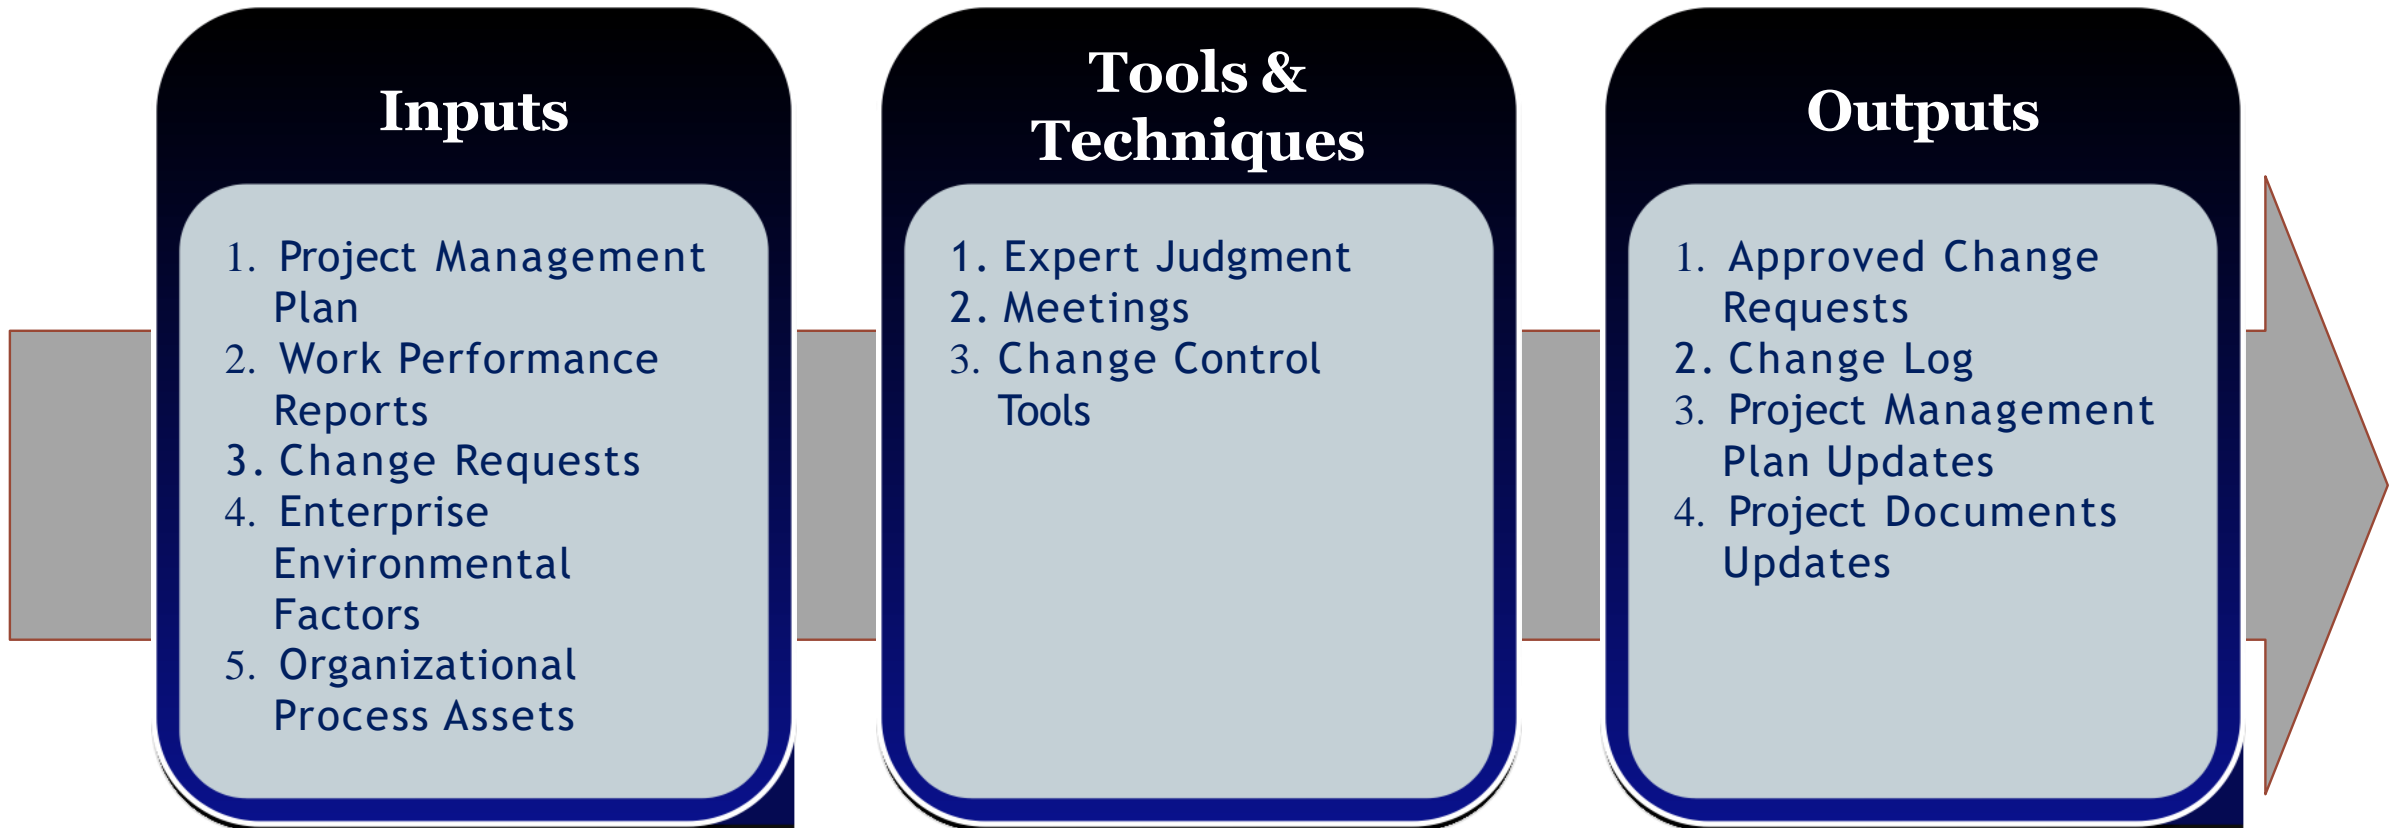 Inputs
1. Project Management
Plan
2. Work Performance
Reports
3. Change Requests
4. Enterprise
Environmental
Factors
5. Organizational
Process Assets
Tools &
Techniques
1. Expert Judgment
2. Meetings
3. Change Control
Tools
Outputs
1. Approved Change
Requests
2. Change Log
3. Project Management
Plan Updates
4. Project Documents
Updates